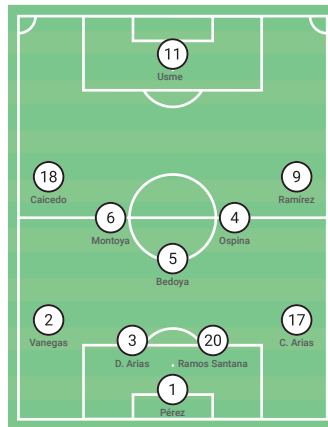 11
Usme
18
Caicedo
9
Ramírez
6
Montoya
4
Ospina
5
Bedoya
2
Vanegas
17
C. Arias
3
D. Arias
20
Ramos Santana
1
Pérez